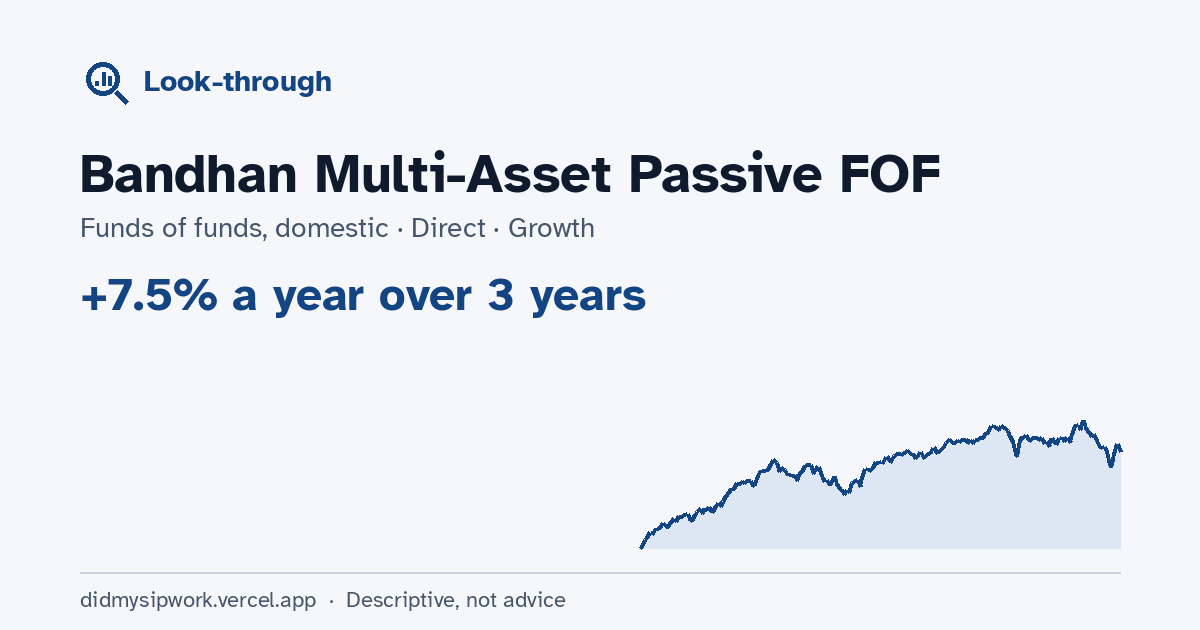 Look-through
Bandhan Multi-Asset Passive FOF
Funds of funds, domestic · Direct · Growth
+7.5% a year over 3 years
didmysipwork.vercel.app · Descriptive, not advice